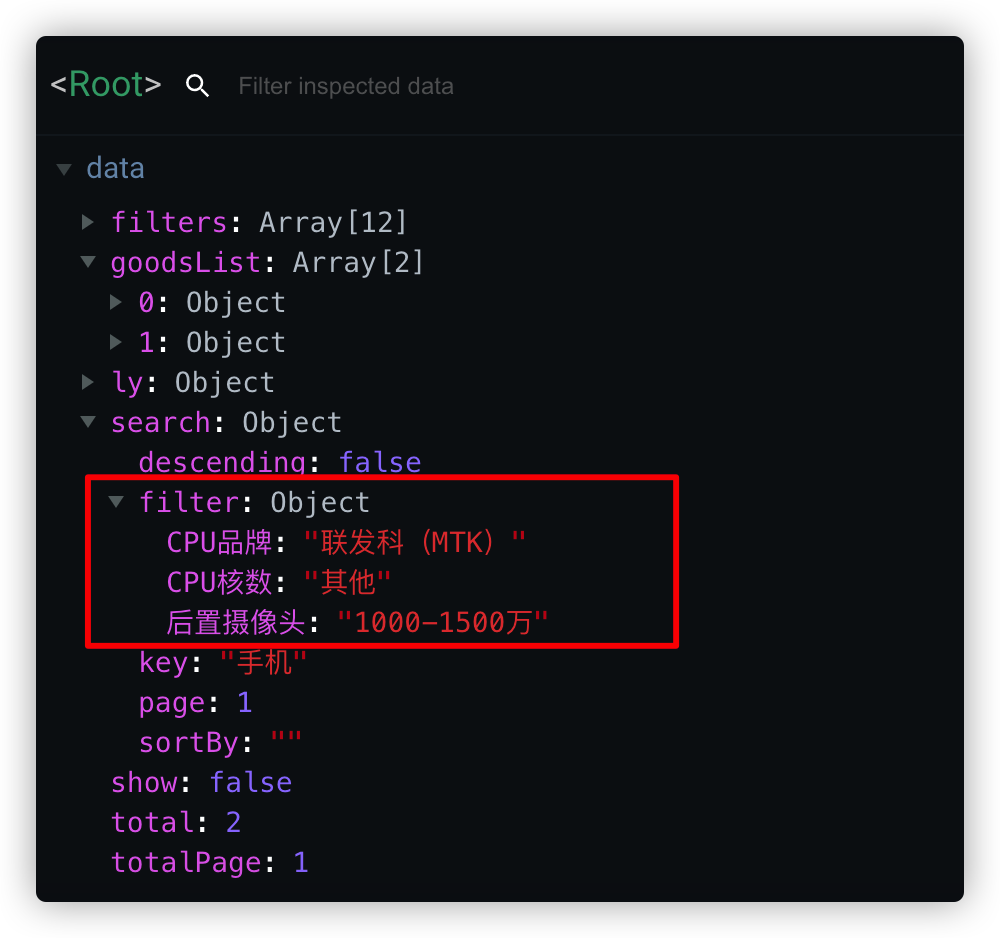 <Root> Filter inspected data
data
filters: Array[12]
goodsList: Array[2]
0: Object
1: Object
ly: Object
search: Object
descending: false
filter: Object
CPU品牌: "联发科（MTK）"
CPU核数: "其他"
后置摄像头: "1000-1500万"
key: "手机"
page: 1
sortBy: ""
show: false
total: 2
totalPage: 1